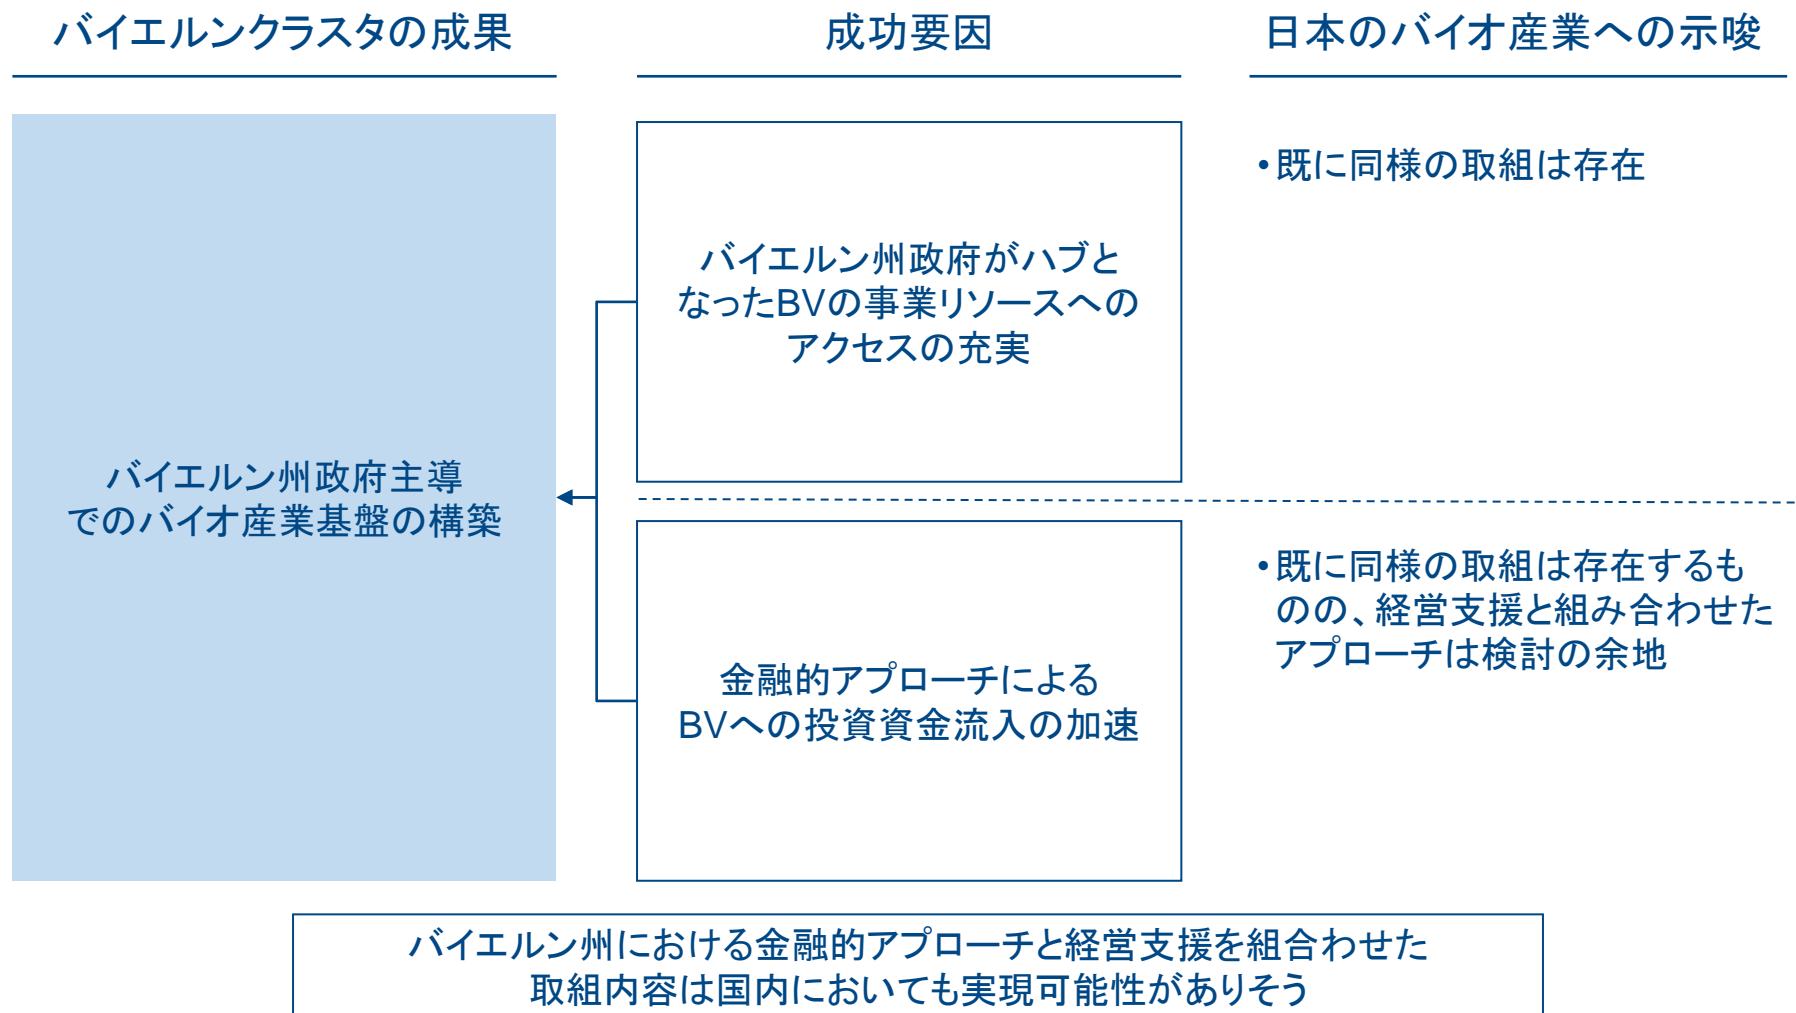 バイエルンクラスタの成果
成功要因
日本のバイオ産業への示唆
バイエルン州政府主導
でのバイオ産業基盤の構築
バイエルン州政府がハブと
なったBVの事業リソースへの
アクセスの充実
•既に同様の取組は存在
金融的アプローチによる
BVへの投資資金流入の加速
•既に同様の取組は存在するも
のの、経営支援と組み合わせた
アプローチは検討の余地
バイエルン州における金融的アプローチと経営支援を組合わせた
取組内容は国内においても実現可能性がありそう